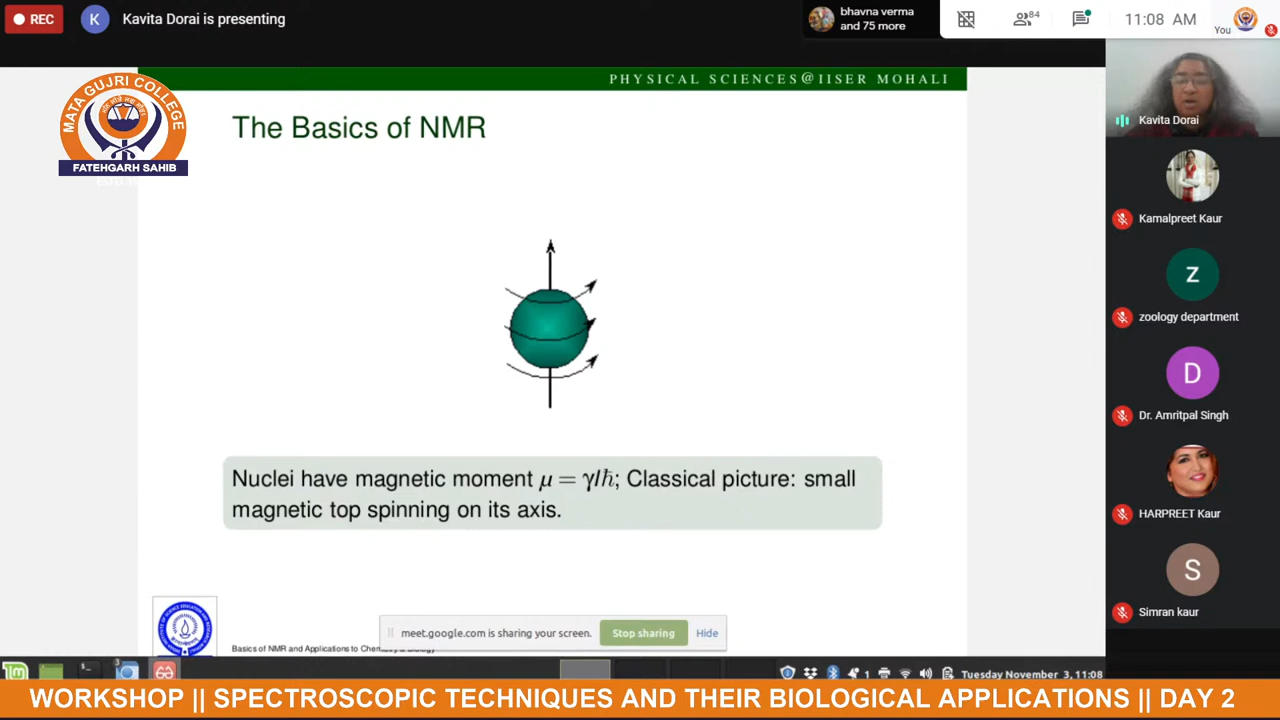 REC
K
Kavita Dorai is presenting
bhavna verma
and 75 more
84
11:08 AM
You
PHYSICAL SCIENCES@IISER MOHALI
MATA GUJRI COLLEGE
FATEHGARH SAHIB
The Basics of NMR
Kavita Dorai
Kamalpreet Kaur
Z
zoology department
D
Dr. Amritpal Singh
HARPREET Kaur
S
Simran kaur
Nuclei have magnetic moment μ = γIħ; Classical picture: small
magnetic top spinning on its axis.
meet.google.com is sharing your screen.
Stop sharing
Hide
Basics of NMR and Applications to Chemistry & Biology
3
1
Tuesday November 3, 11:08
WORKSHOP || SPECTROSCOPIC TECHNIQUES AND THEIR BIOLOGICAL APPLICATIONS || DAY 2